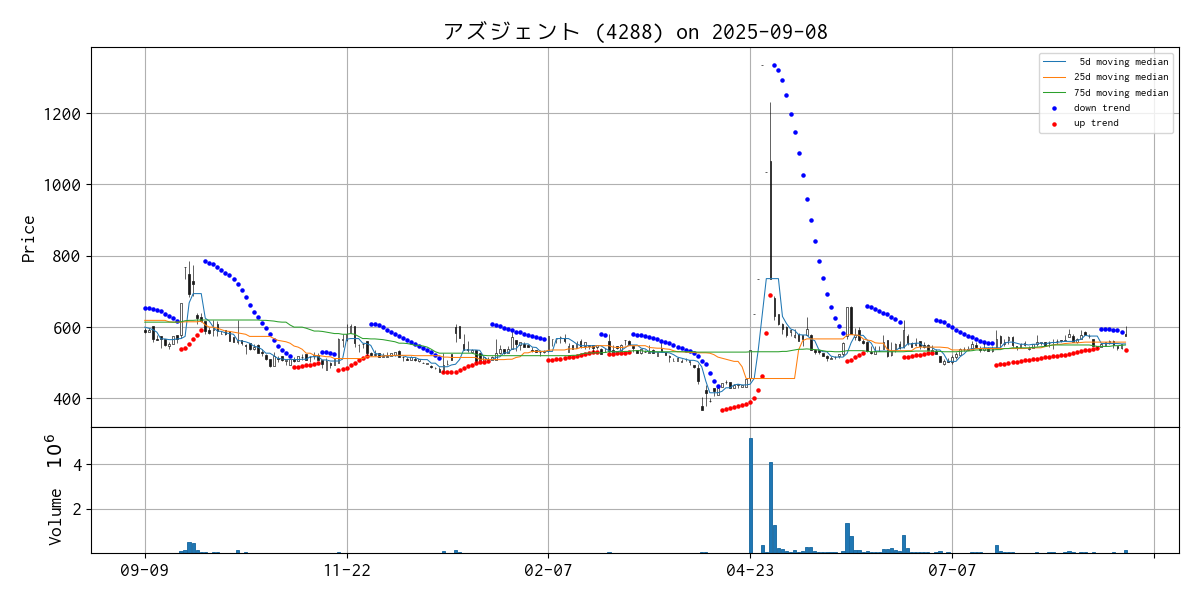 アズジェント (4288) on 2025-09-08
5d moving median
25d moving median
75d moving median
down trend
up trend
Price
1200
1000
800
600
400
Volume 10^6
4
2
09-09
11-22
02-07
04-23
07-07